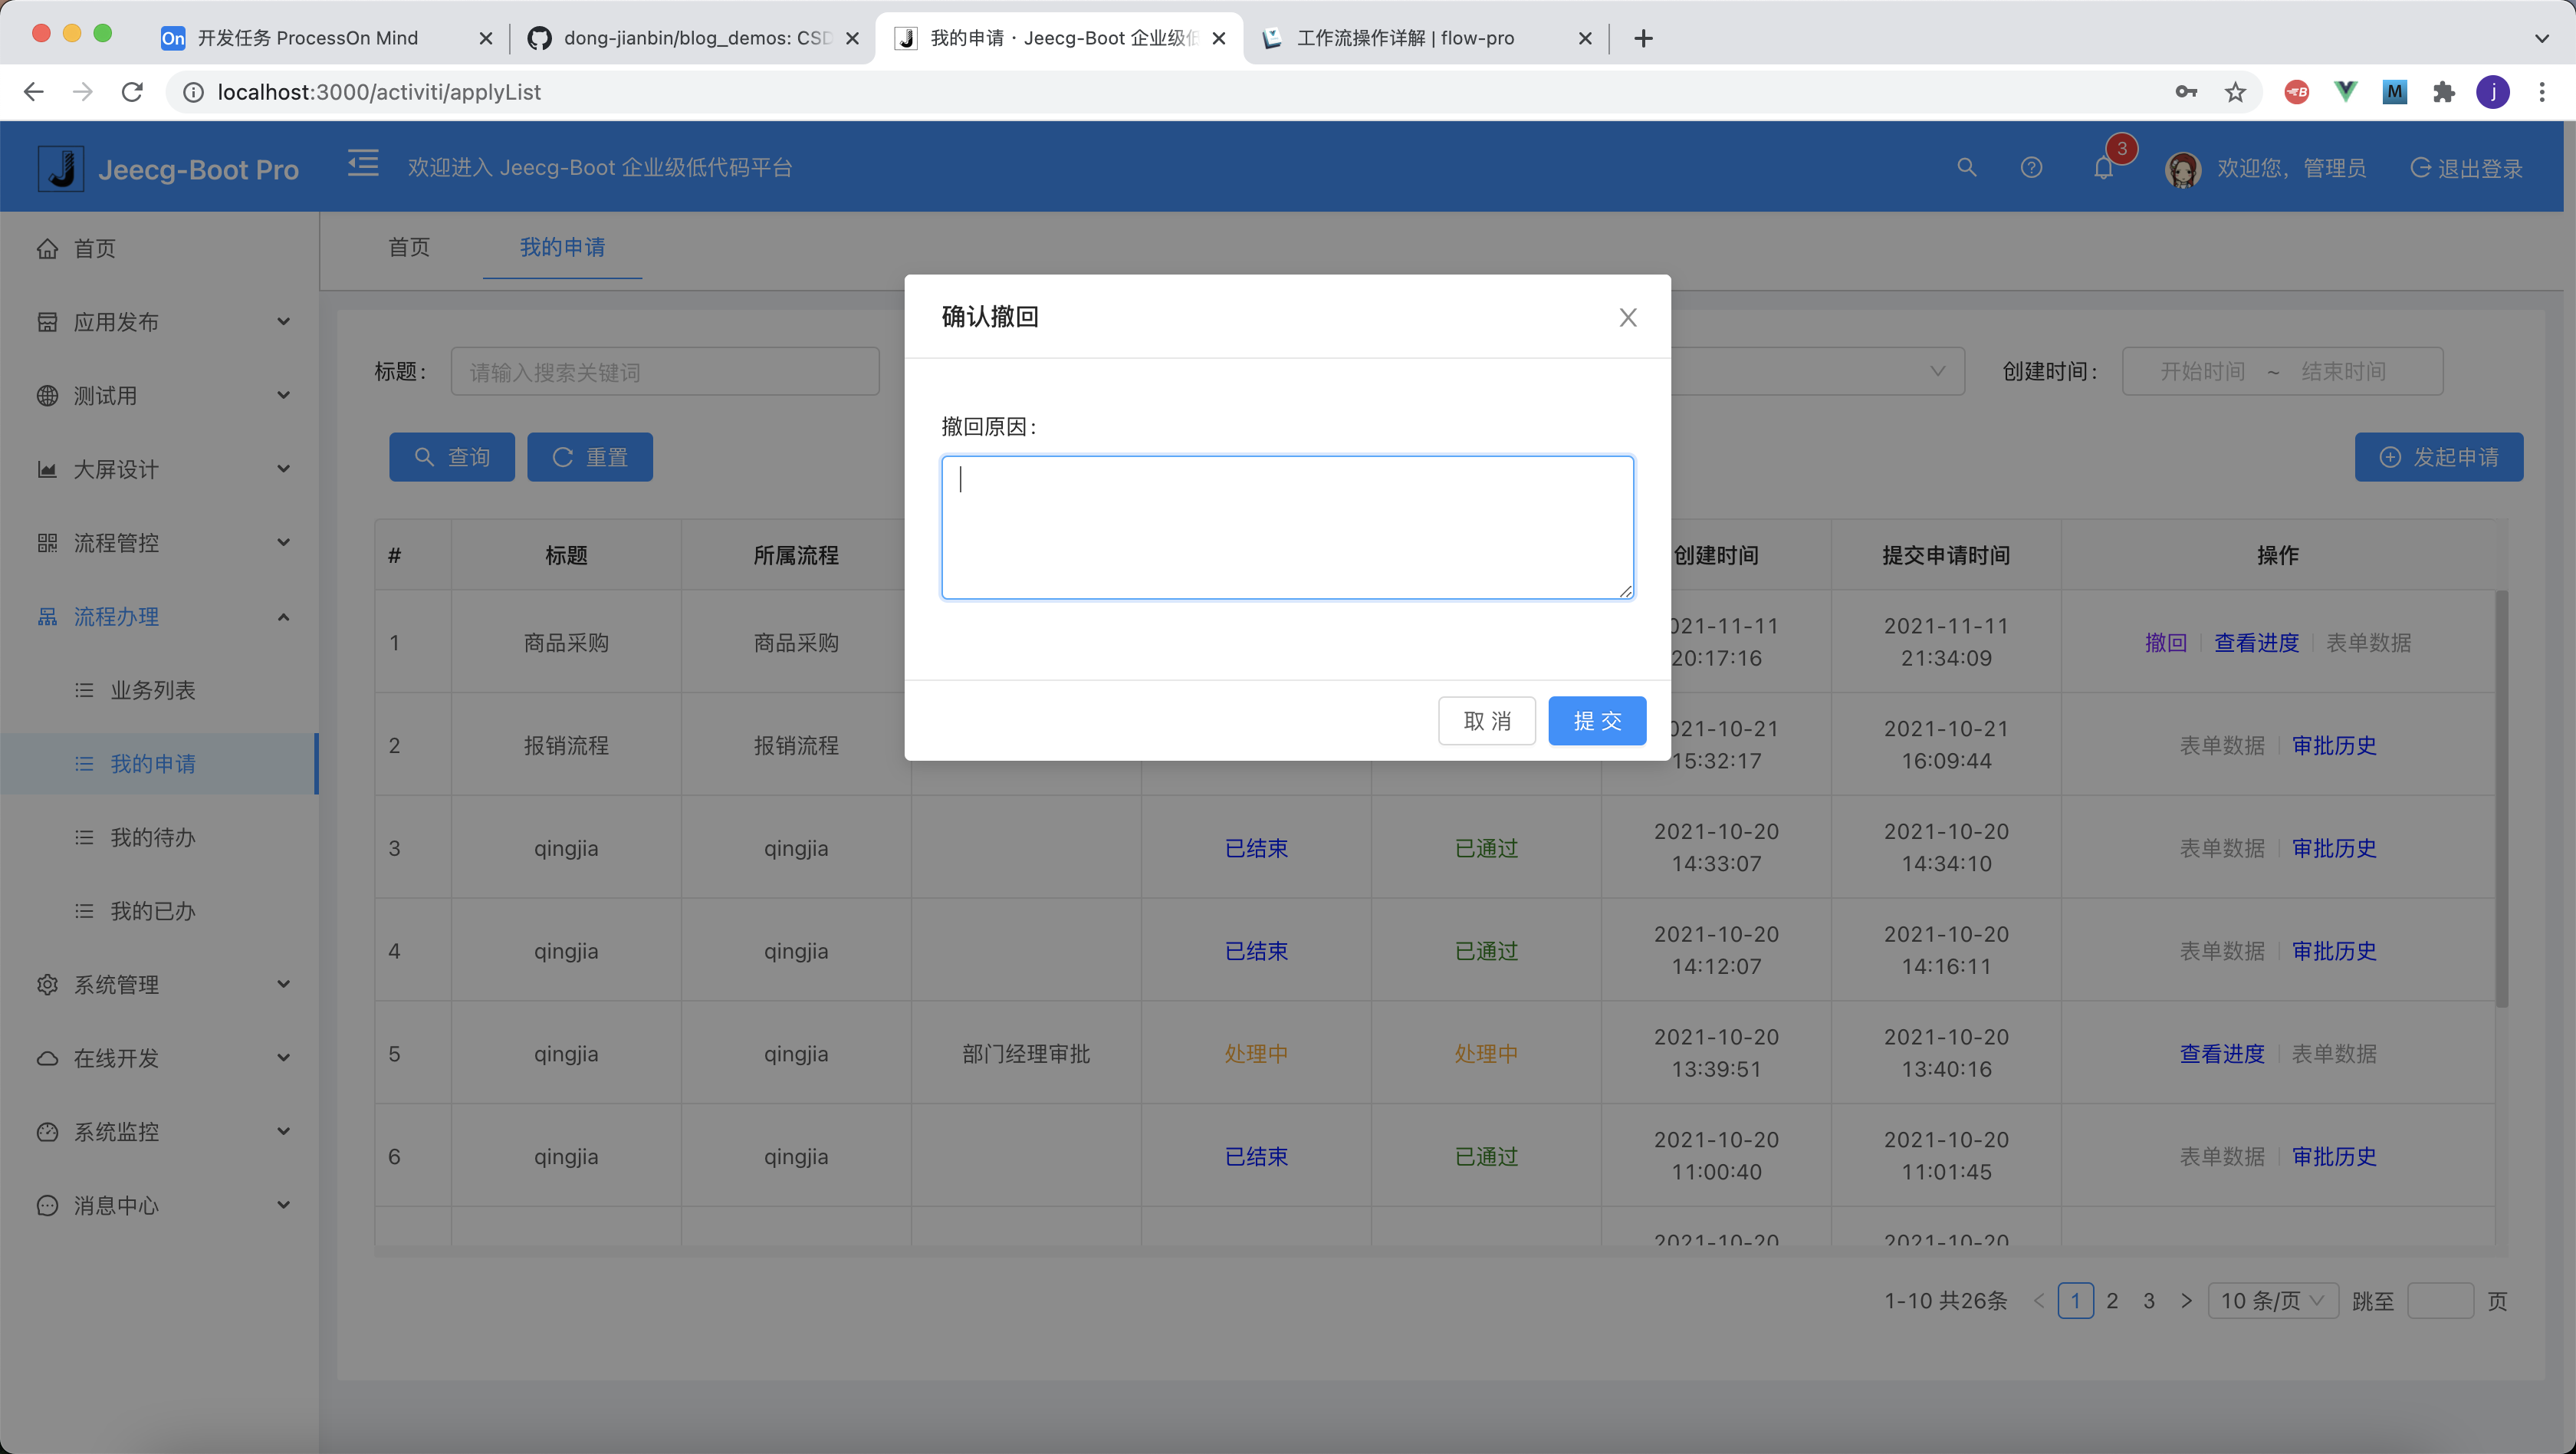 On 开发任务 ProcessOn Mind
dong-jianbin/blog_demos: CSD
我的申请 · Jeecg-Boot 企业级低
工作流操作详解 | flow-pro
localhost:3000/activiti/applyList
M
j
Jeecg-Boot Pro
欢迎进入 Jeecg-Boot 企业级低代码平台
3
欢迎您，管理员
退出登录
首页
应用发布
测试用
大屏设计
流程管控
流程办理
业务列表
我的申请
我的待办
我的已办
系统管理
在线开发
系统监控
消息中心
首页
我的申请
标题：
请输入搜索关键词
创建时间：
开始时间 ~ 结束时间
查询
重置
发起申请
确认撤回
撤回原因：
取 消
提 交
# 标题 所属流程 创建时间 提交申请时间 操作
1 商品采购 商品采购 021-11-11 20:17:16 2021-11-11 21:34:09 撤回 查看进度 表单数据
2 报销流程 报销流程 021-10-21 15:32:17 2021-10-21 16:09:44 表单数据 审批历史
3 qingjia qingjia 已结束 已通过 2021-10-20 14:33:07 2021-10-20 14:34:10 表单数据 审批历史
4 qingjia qingjia 已结束 已通过 2021-10-20 14:12:07 2021-10-20 14:16:11 表单数据 审批历史
5 qingjia qingjia 部门经理审批 处理中 处理中 2021-10-20 13:39:51 2021-10-20 13:40:16 查看进度 表单数据
6 qingjia qingjia 已结束 已通过 2021-10-20 11:00:40 2021-10-20 11:01:45 表单数据 审批历史
2021-10-20 2021-10-20
1-10 共26条 < 1 2 3 > 10 条/页 跳至 页